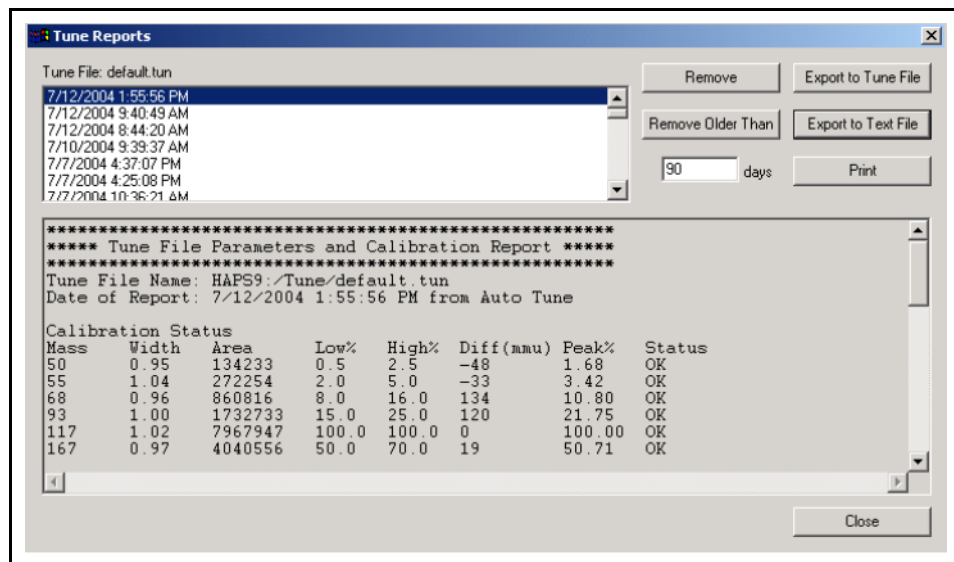 Tune Reports
Tune File: default.tun
7/12/2004 1:55:56 PM
7/12/2004 9:40:49 AM
7/12/2004 8:44:20 AM
7/10/2004 9:39:37 AM
7/7/2004 4:37:07 PM
7/7/2004 4:25:08 PM
7/7/2004 10:36:21 AM
Remove
Export to Tune File
Remove Older Than
Export to Text File
90 days
Print
*******************************************************
***** Tune File Parameters and Calibration Report *****
*******************************************************
Tune File Name: HAPS9:/Tune/default.tun
Date of Report: 7/12/2004 1:55:56 PM from Auto Tune
Calibration Status
Mass Width Area Low% High% Diff(mmu) Peak% Status
50 0.95 134233 0.5 2.5 -48 1.68 OK
55 1.04 272254 2.0 5.0 -33 3.42 OK
68 0.96 860816 8.0 16.0 134 10.80 OK
93 1.00 1732733 15.0 25.0 120 21.75 OK
117 1.02 7967947 100.0 100.0 0 100.00 OK
167 0.97 4040556 50.0 70.0 19 50.71 OK
Close